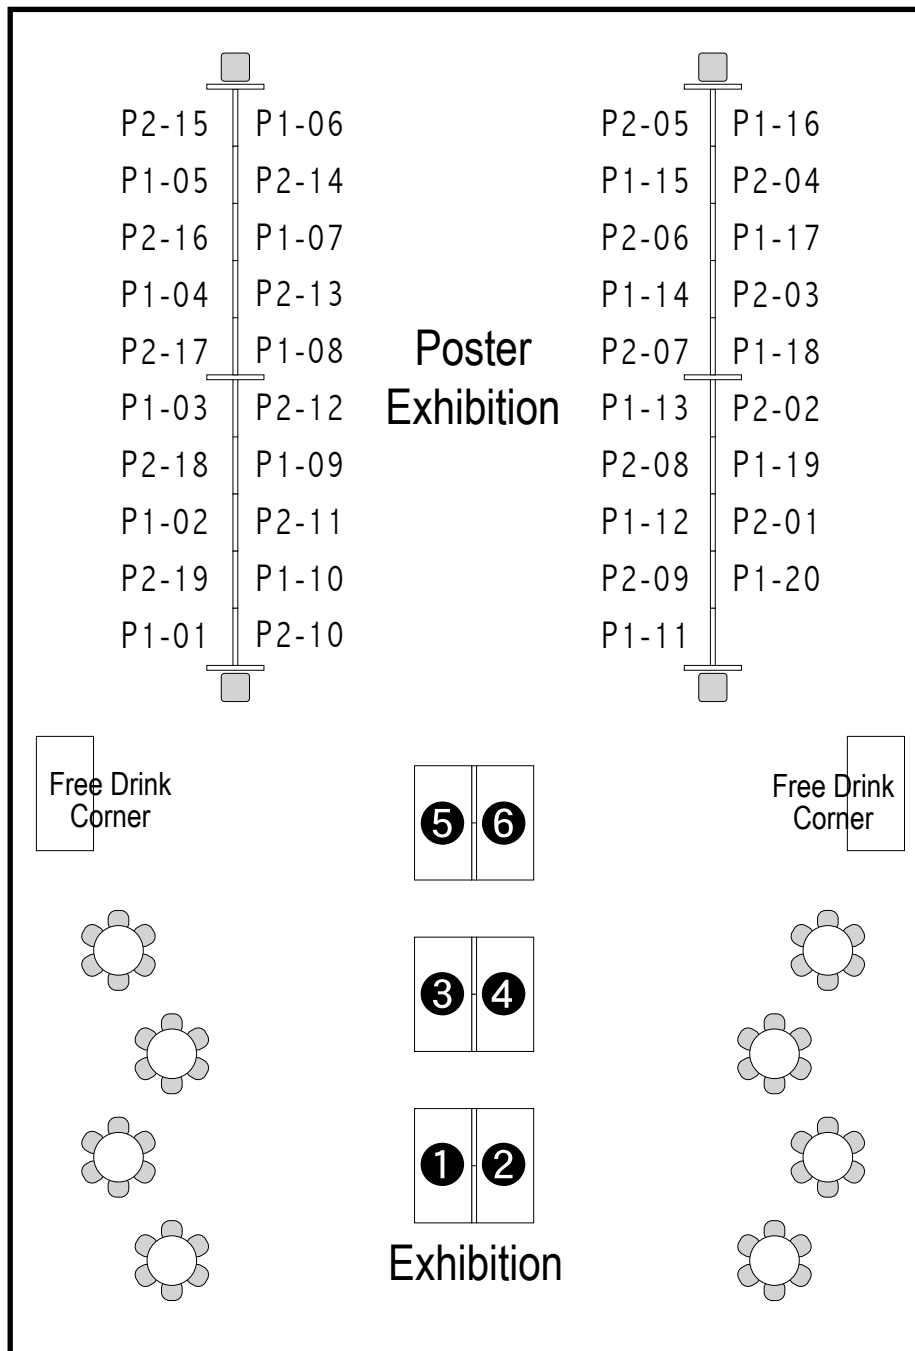 P2-15 P1-06 P2-05 P1-16
P1-05 P2-14 P1-15 P2-04
P2-16 P1-07 P2-06 P1-17
P1-04 P2-13 P1-14 P2-03
P2-17 P1-08 P2-07 P1-18
Poster
Exhibition
P1-03 P2-12 P1-13 P2-02
P2-18 P1-09 P2-08 P1-19
P1-02 P2-11 P1-12 P2-01
P2-19 P1-10 P2-09 P1-20
P1-01 P2-10 P1-11
Free Drink
Corner
Free Drink
Corner
5 6
3 4
1 2
Exhibition